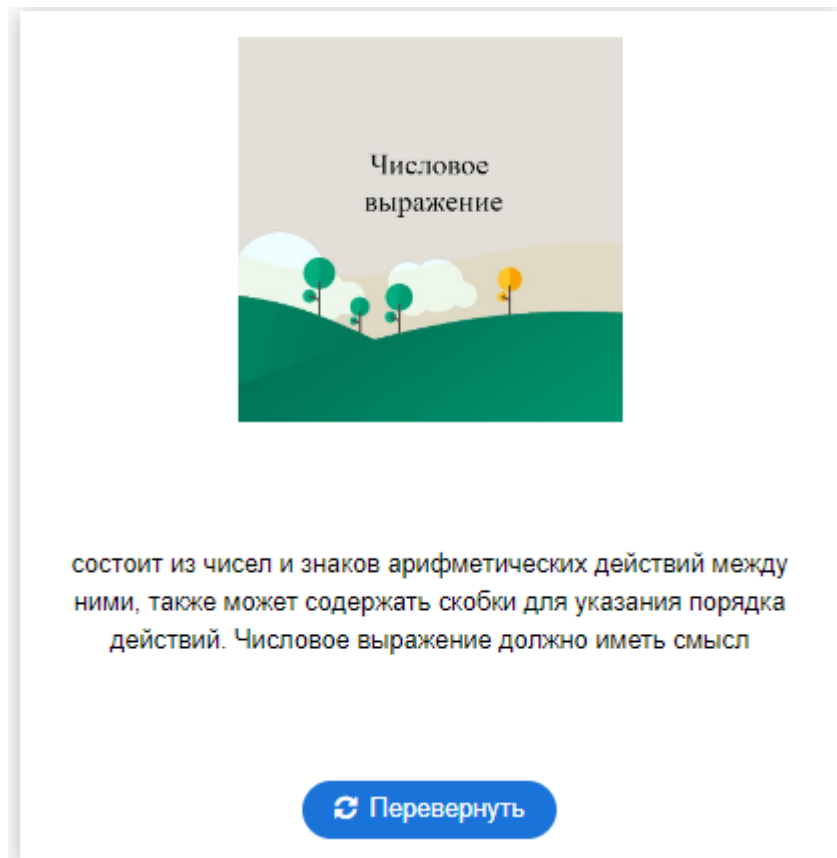 Числовое
выражение
состоит из чисел и знаков арифметических действий между
ними, также может содержать скобки для указания порядка
действий. Числовое выражение должно иметь смысл
Перевернуть